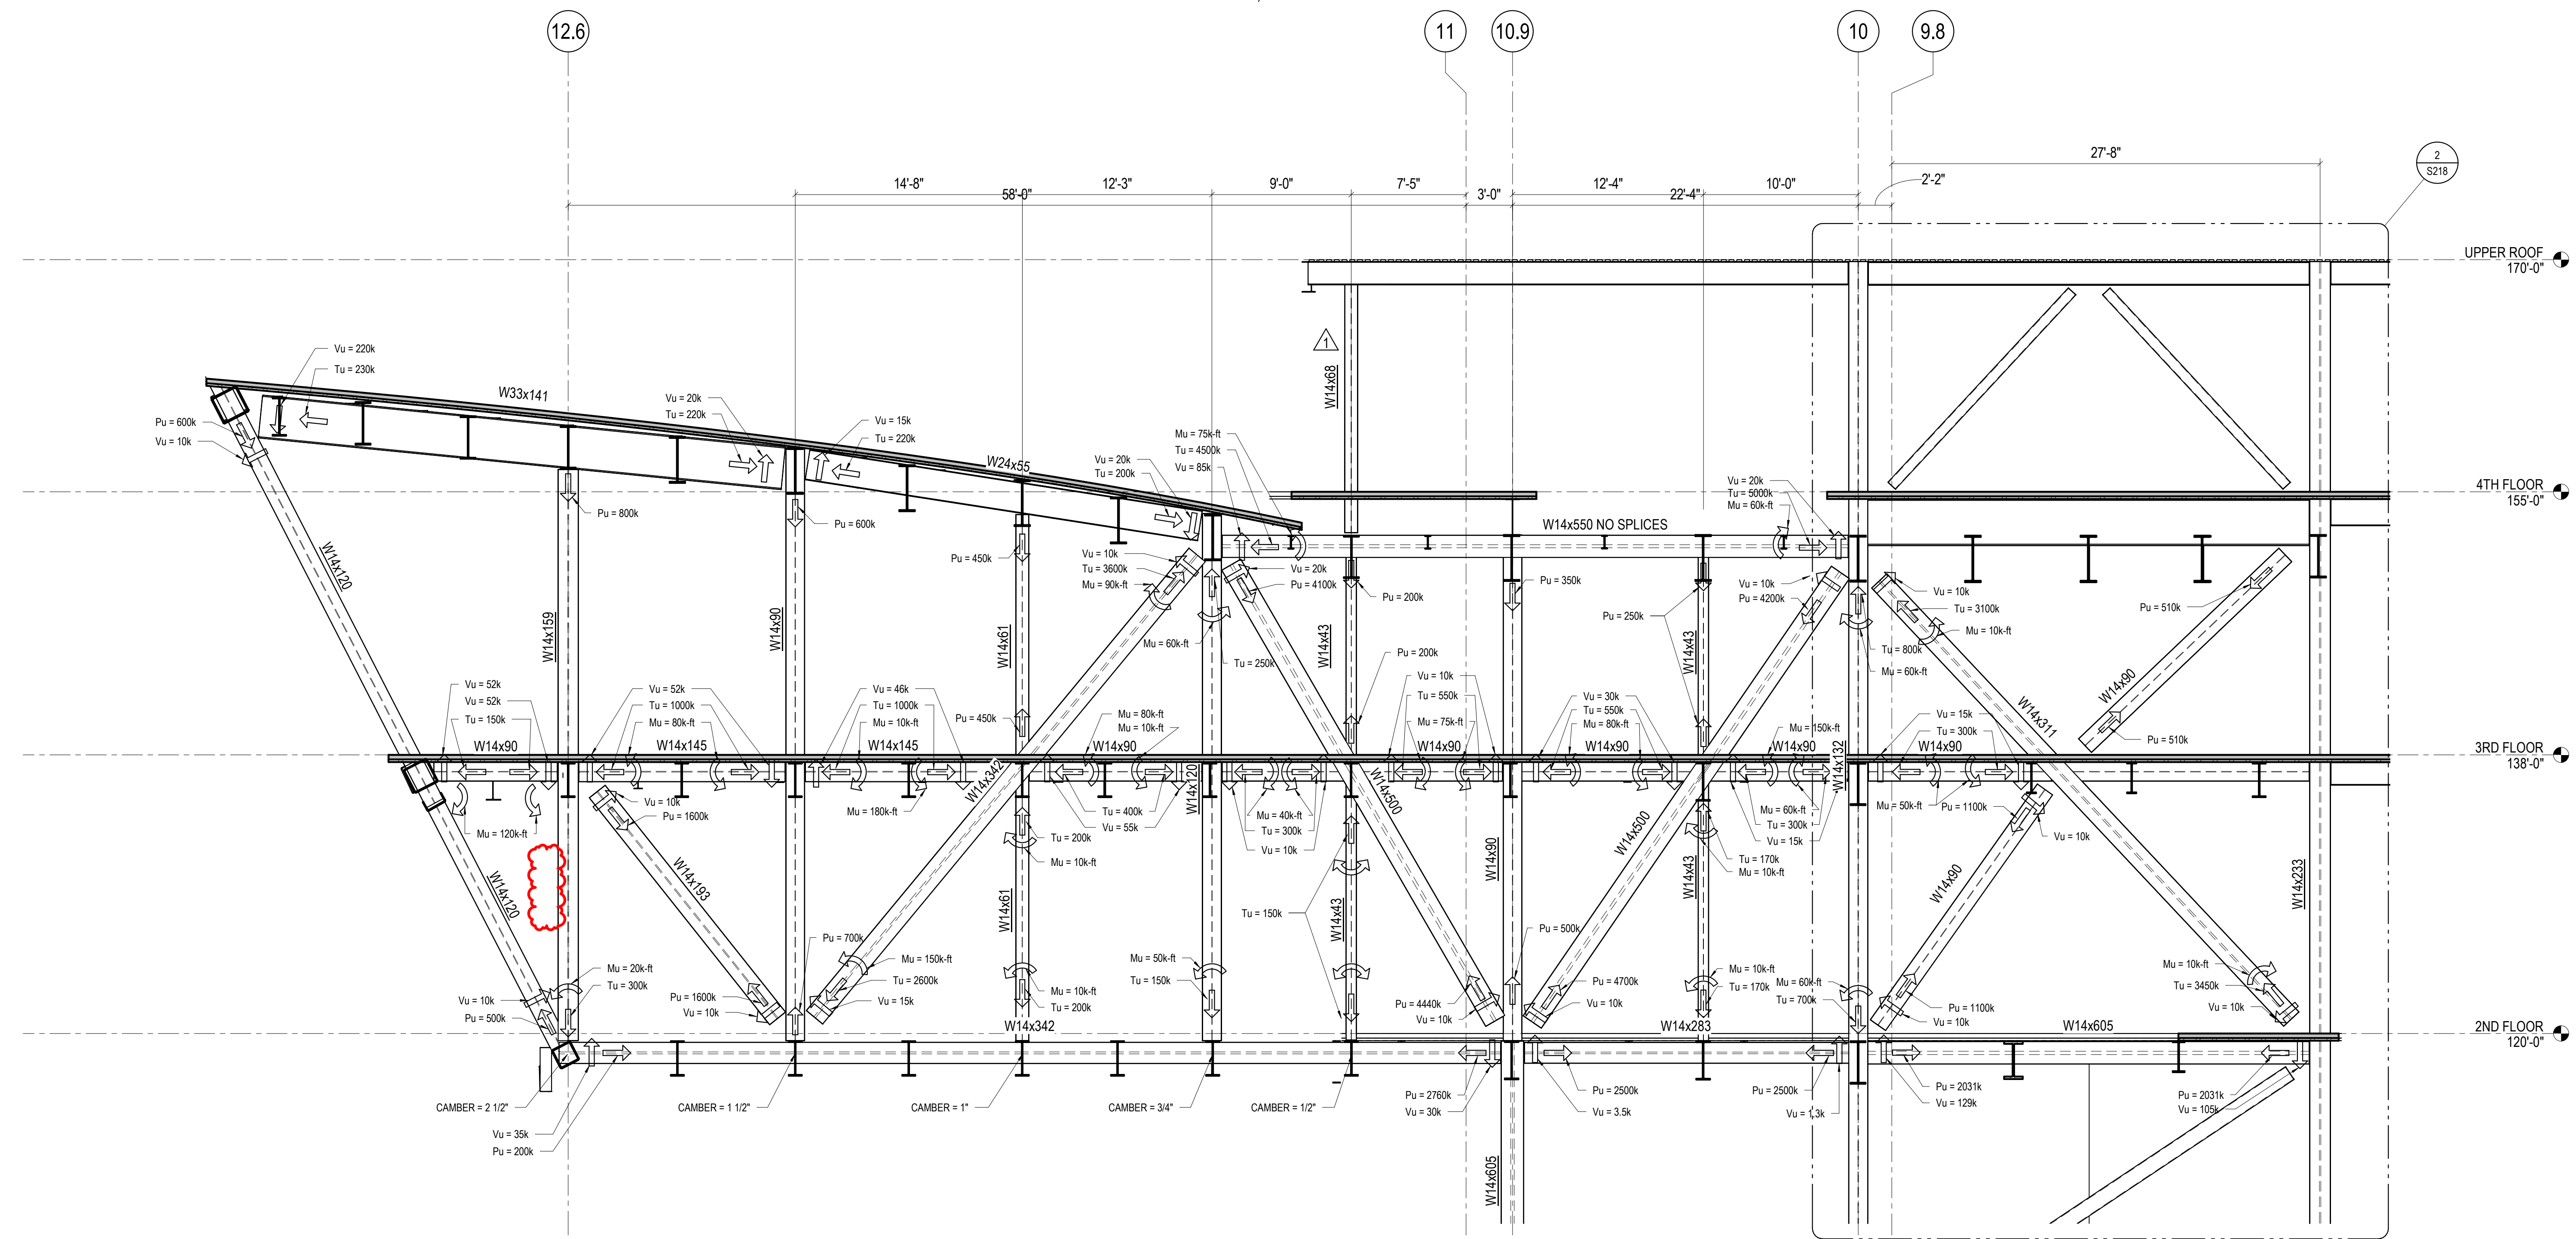 12.6
11
10.9
10
9.8
27'-8"
2
S218
14'-8"
12'-3"
9'-0"
7'-5"
12'-4"
10'-0"
2'-2"
58'-0"
3'-0"
22'-4"
UPPER ROOF
170'-0"
1
W14x68
Vu = 220k
Tu = 230k
W33x141
Vu = 20k
Tu = 220k
Vu = 15k
Tu = 220k
Pu = 600k
Vu = 10k
W24x55
Vu = 20k
Tu = 200k
Mu = 75k-ft
Tu = 4500k
Vu = 85k
Vu = 20k
Tu = 5000k
Mu = 60k-ft
4TH FLOOR
155'-0"
Pu = 800k
Pu = 600k
Pu = 450k
Vu = 10k
Tu = 3600k
Mu = 90k-ft
W14x550 NO SPLICES
Vu = 20k
Pu = 4100k
Pu = 200k
Pu = 350k
Pu = 250k
Vu = 10k
Pu = 4200k
Vu = 10k
Tu = 3100k
Mu = 10k-ft
Pu = 510k
W14x120
W14x159
W14x90
W14x61
Mu = 60k-ft
Tu = 250k
W14x43
Pu = 200k
W14x43
Tu = 800k
Mu = 60k-ft
W14x90
W14x311
Pu = 510k
Vu = 52k
Vu = 52k
Tu = 150k
W14x90
Vu = 52k
Tu = 1000k
Mu = 80k-ft
W14x145
Vu = 46k
Tu = 1000k
Mu = 10k-ft
W14x145
Pu = 450k
Mu = 80k-ft
Mu = 10k-ft
W14x90
Vu = 10k
Tu = 550k
Mu = 75k-ft
W14x90
Vu = 30k
Tu = 550k
Mu = 80k-ft
W14x90
Mu = 150k-ft
W14x90
W14x132
Vu = 15k
Tu = 300k
W14x90
3RD FLOOR
138'-0"
W14x342
W14x120
W14x500
Mu = 120k-ft
Vu = 10k
Pu = 1600k
Mu = 180k-ft
Tu = 400k
Vu = 55k
Mu = 40k-ft
Tu = 300k
Vu = 10k
Mu = 60k-ft
Tu = 300k
Vu = 15k
Mu = 50k-ft
Pu = 1100k
Vu = 10k
Tu = 200k
Mu = 10k-ft
Tu = 170k
Mu = 10k-ft
W14x120
W14x193
W14x61
W14x43
W14x90
W14x500
W14x43
W14x90
W14x233
Tu = 150k
Mu = 20k-ft
Tu = 300k
Vu = 10k
Pu = 500k
Pu = 700k
Pu = 1600k
Vu = 10k
Mu = 150k-ft
Tu = 2600k
Vu = 15k
Mu = 10k-ft
Tu = 200k
Mu = 50k-ft
Tu = 150k
Pu = 500k
Pu = 4440k
Vu = 10k
Pu = 4700k
Vu = 10k
Mu = 10k-ft
Tu = 170k
Mu = 60k-ft
Tu = 700k
Pu = 1100k
Vu = 10k
Mu = 10k-ft
Tu = 3450k
Vu = 10k
W14x342
W14x283
W14x605
2ND FLOOR
120'-0"
CAMBER = 2 1/2"
CAMBER = 1 1/2"
CAMBER = 1"
CAMBER = 3/4"
CAMBER = 1/2"
Pu = 2760k
Vu = 30k
Pu = 2500k
Vu = 3.5k
Pu = 2500k
Vu = 1.3k
Pu = 2031k
Vu = 129k
Pu = 2031k
Vu = 105k
Vu = 35k
Pu = 200k
W14x605